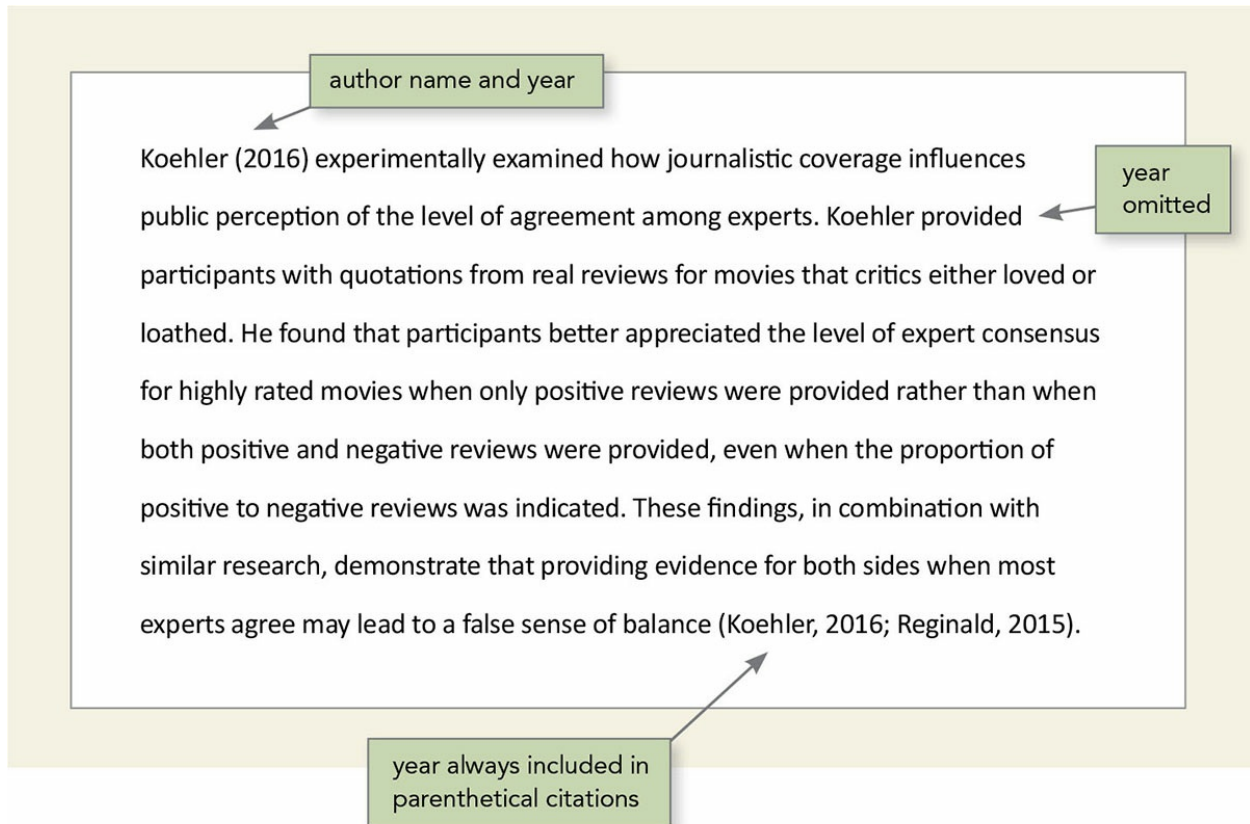 author name and year
Koehler (2016) experimentally examined how journalistic coverage influences
year
omitted
public perception of the level of agreement among experts. Koehler provided
participants with quotations from real reviews for movies that critics either loved or
loathed. He found that participants better appreciated the level of expert consensus
for highly rated movies when only positive reviews were provided rather than when
both positive and negative reviews were provided, even when the proportion of
positive to negative reviews was indicated. These findings, in combination with
similar research, demonstrate that providing evidence for both sides when most
experts agree may lead to a false sense of balance (Koehler, 2016; Reginald, 2015).
year always included in
parenthetical citations